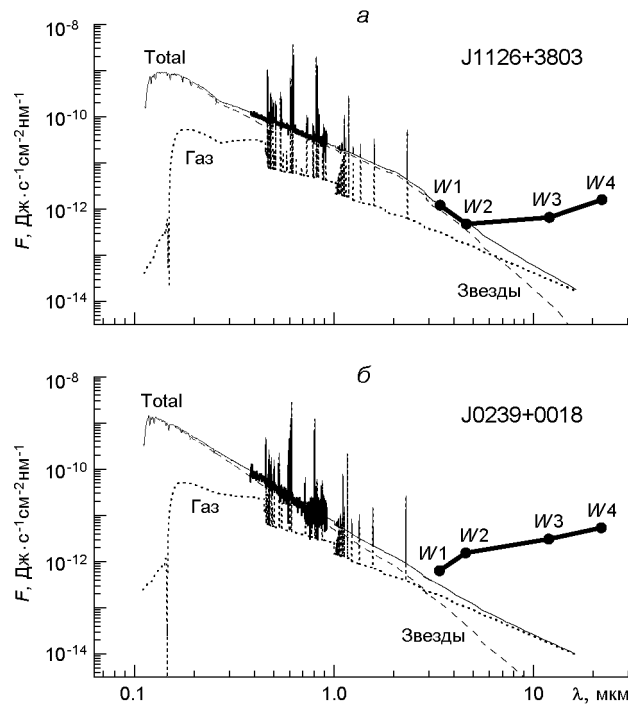 а
J1126+3803
Total
Газ
Звезды
W1
W2
W3
W4
F, Дж·с⁻¹см⁻²нм⁻¹
10⁻⁸
10⁻¹⁰
10⁻¹²
10⁻¹⁴
б
J0239+0018
Total
Газ
Звезды
W1
W2
W3
W4
F, Дж·с⁻¹см⁻²нм⁻¹
10⁻⁸
10⁻¹⁰
10⁻¹²
10⁻¹⁴
0.1
1.0
10
λ, мкм